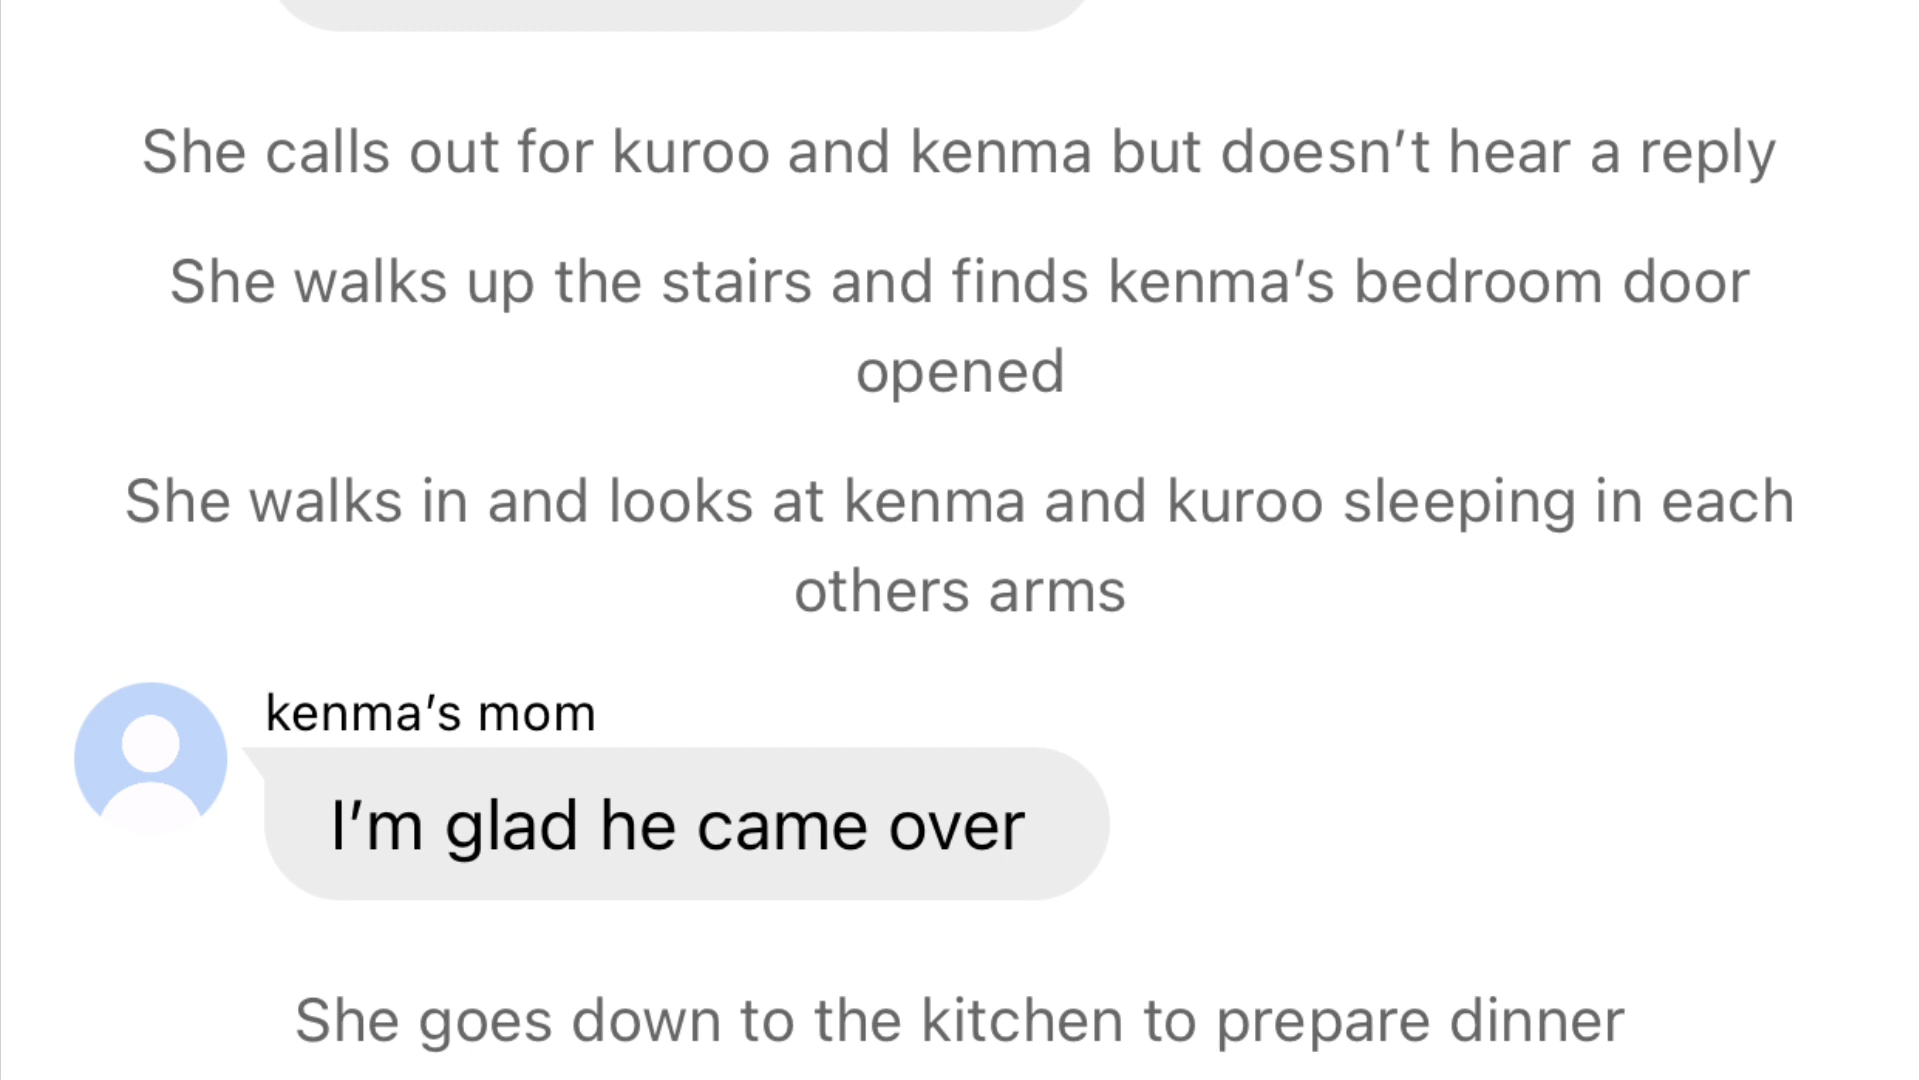 She calls out for kuroo and kenma but doesn’t hear a reply
She walks up the stairs and finds kenma’s bedroom door
opened
She walks in and looks at kenma and kuroo sleeping in each
others arms
kenma’s mom
I’m glad he came over
She goes down to the kitchen to prepare dinner